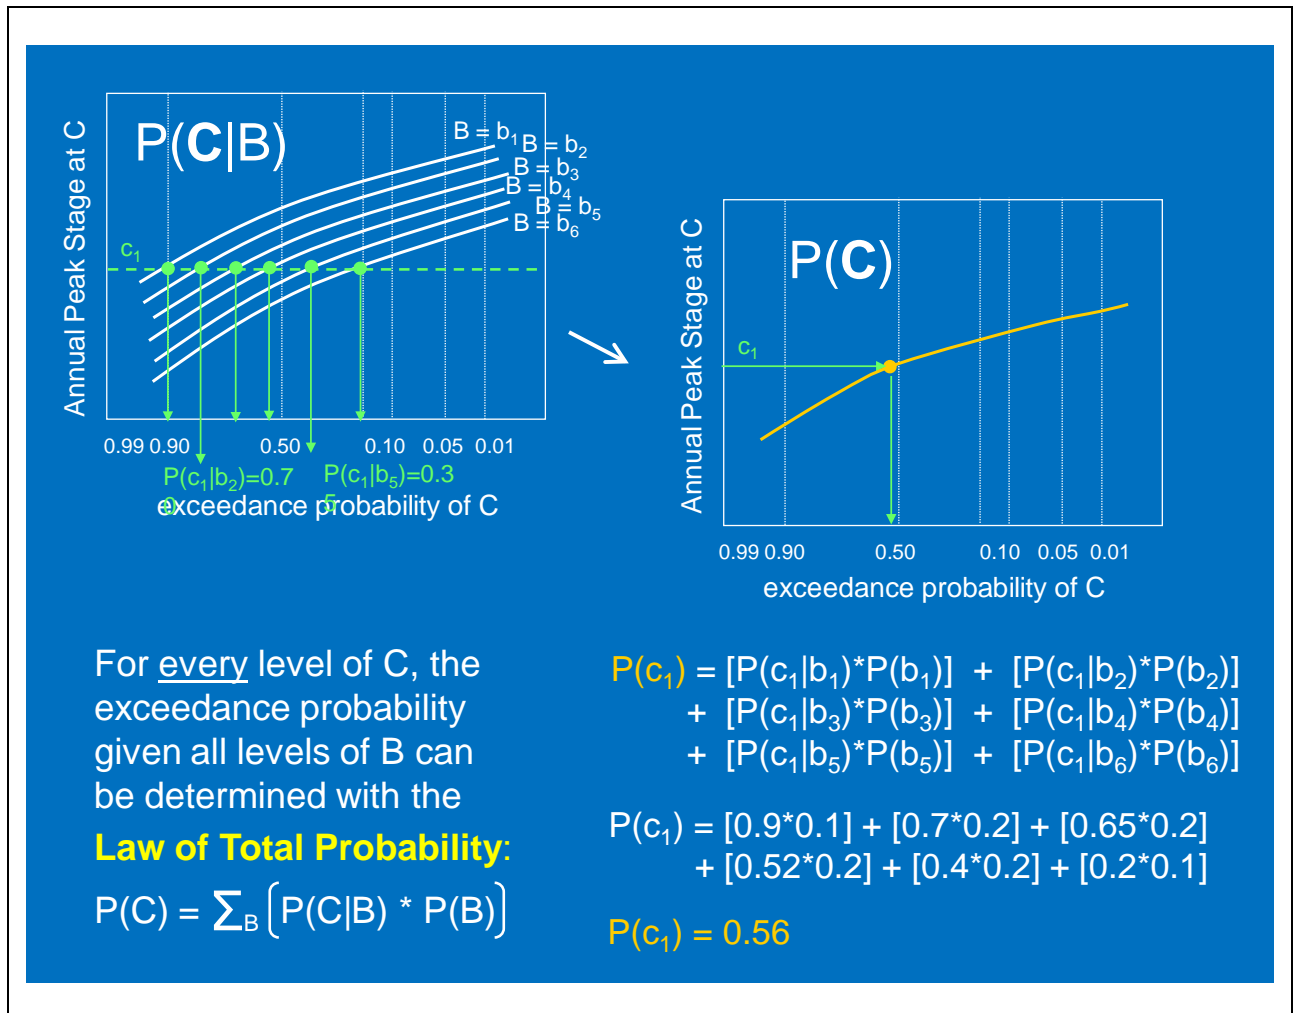 Annual Peak Stage at C
P(C|B)
B = b₁
B = b₂
B = b₃
B = b₄
B = b₅
B = b₆
c₁
0.99 0.90 0.50 0.10 0.05 0.01
P(c₁|b₂)=0.7
0
P(c₁|b₅)=0.3
5
exceedance probability of C
Annual Peak Stage at C
P(C)
c₁
0.99 0.90 0.50 0.10 0.05 0.01
exceedance probability of C
For every level of C, the
exceedance probability
given all levels of B can
be determined with the
Law of Total Probability:
P(C) = ∑B (P(C|B) * P(B))
P(c₁) = [P(c₁|b₁)*P(b₁)] + [P(c₁|b₂)*P(b₂)]
+ [P(c₁|b₃)*P(b₃)] + [P(c₁|b₄)*P(b₄)]
+ [P(c₁|b₅)*P(b₅)] + [P(c₁|b₆)*P(b₆)]
P(c₁) = [0.9*0.1] + [0.7*0.2] + [0.65*0.2]
+ [0.52*0.2] + [0.4*0.2] + [0.2*0.1]
P(c₁) = 0.56